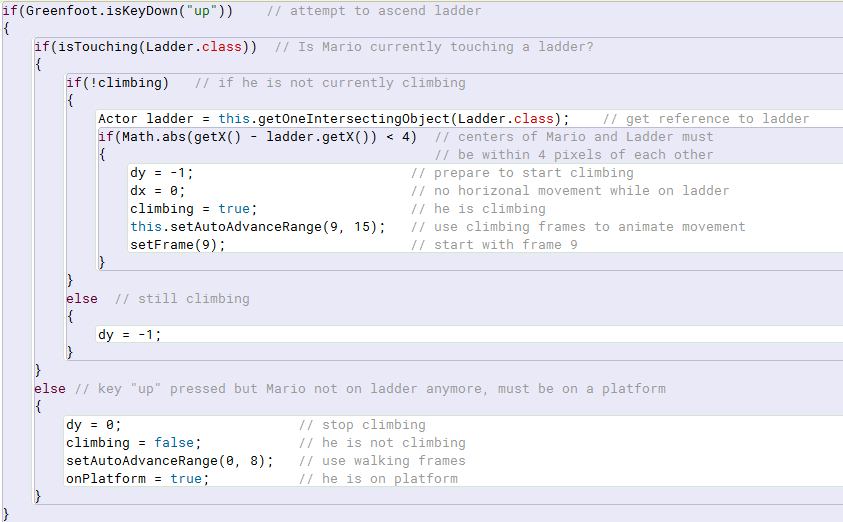 if(Greenfoot.isKeyDown("up"))    // attempt to ascend ladder
{
    if(isTouching(Ladder.class))  // Is Mario currently touching a ladder?
    {
        if(!climbing)   // if he is not currently climbing
        {
            Actor ladder = this.getOneIntersectingObject(Ladder.class);    // get reference to ladder
            if(Math.abs(getX() - ladder.getX()) < 4)  // centers of Mario and Ladder must
            {                                         // be within 4 pixels of each other
                dy = -1;                           // prepare to start climbing
                dx = 0;                            // no horizonal movement while on ladder
                climbing = true;                   // he is climbing
                this.setAutoAdvanceRange(9, 15);   // use climbing frames to animate movement
                setFrame(9);                       // start with frame 9
            }
        }
        else  // still climbing
        {
            dy = -1;
        }
    }
    else // key "up" pressed but Mario not on ladder anymore, must be on a platform
    {
        dy = 0;                      // stop climbing
        climbing = false;            // he is not climbing
        setAutoAdvanceRange(0, 8);   // use walking frames
        onPlatform = true;           // he is on platform
    }
}